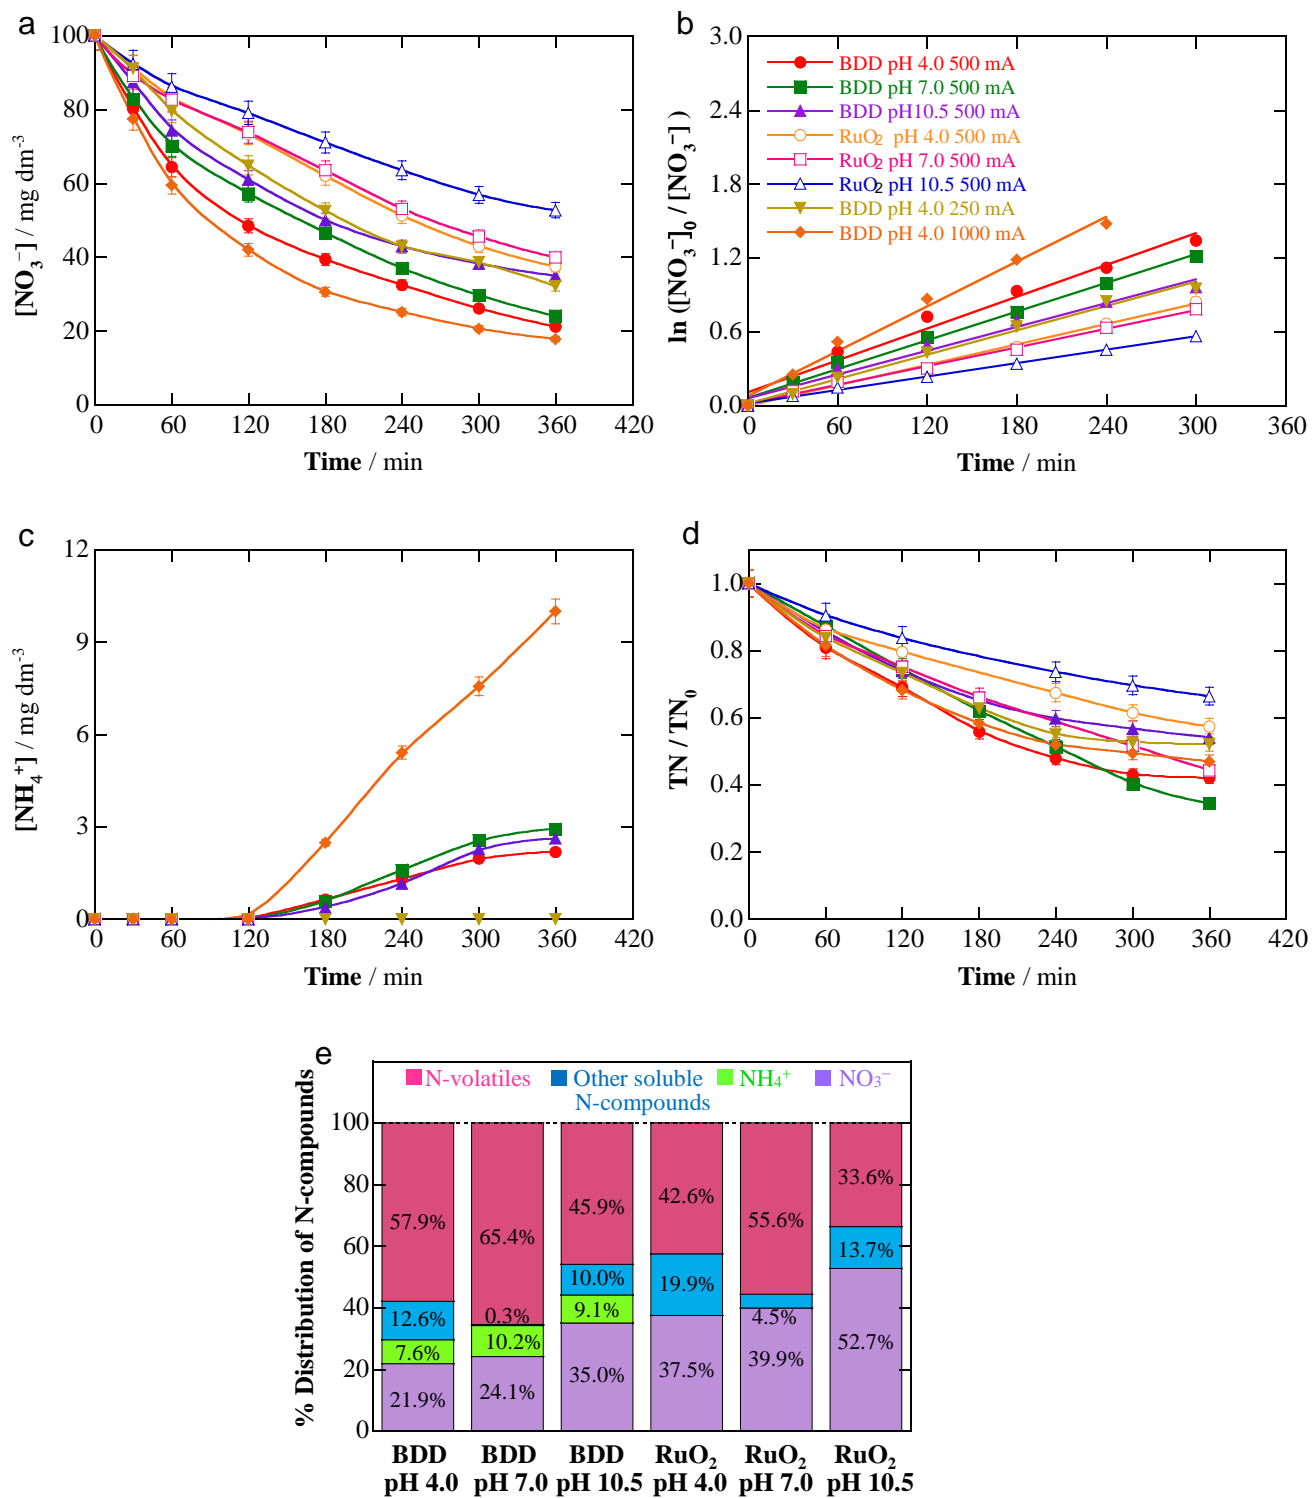 a
100
80
60
40
20
0
[NO₃⁻] / mg dm⁻³
0 60 120 180 240 300 360 420
Time / min
b
3.0
2.4
1.8
1.2
0.6
0.0
ln ([NO₃⁻]₀ / [NO₃⁻] )
BDD pH 4.0 500 mA
BDD pH 7.0 500 mA
BDD pH10.5 500 mA
RuO₂ pH 4.0 500 mA
RuO₂ pH 7.0 500 mA
RuO₂ pH 10.5 500 mA
BDD pH 4.0 250 mA
BDD pH 4.0 1000 mA
0 60 120 180 240 300 360
Time / min
c
12
9
6
3
0
[NH₄⁺] / mg dm⁻³
0 60 120 180 240 300 360 420
Time / min
d
1.0
0.8
0.6
0.4
0.2
0.0
TN / TN₀
0 60 120 180 240 300 360 420
Time / min
e
N-volatiles Other soluble NH₄⁺ NO₃⁻
N-compounds
100
80
60
40
20
0
% Distribution of N-compounds
57.9%
12.6%
7.6%
21.9%
65.4%
0.3%
10.2%
24.1%
45.9%
10.0%
9.1%
35.0%
42.6%
19.9%
37.5%
55.6%
4.5%
39.9%
33.6%
13.7%
52.7%
BDD BDD BDD RuO₂ RuO₂ RuO₂
pH 4.0 pH 7.0 pH 10.5 pH 4.0 pH 7.0 pH 10.5